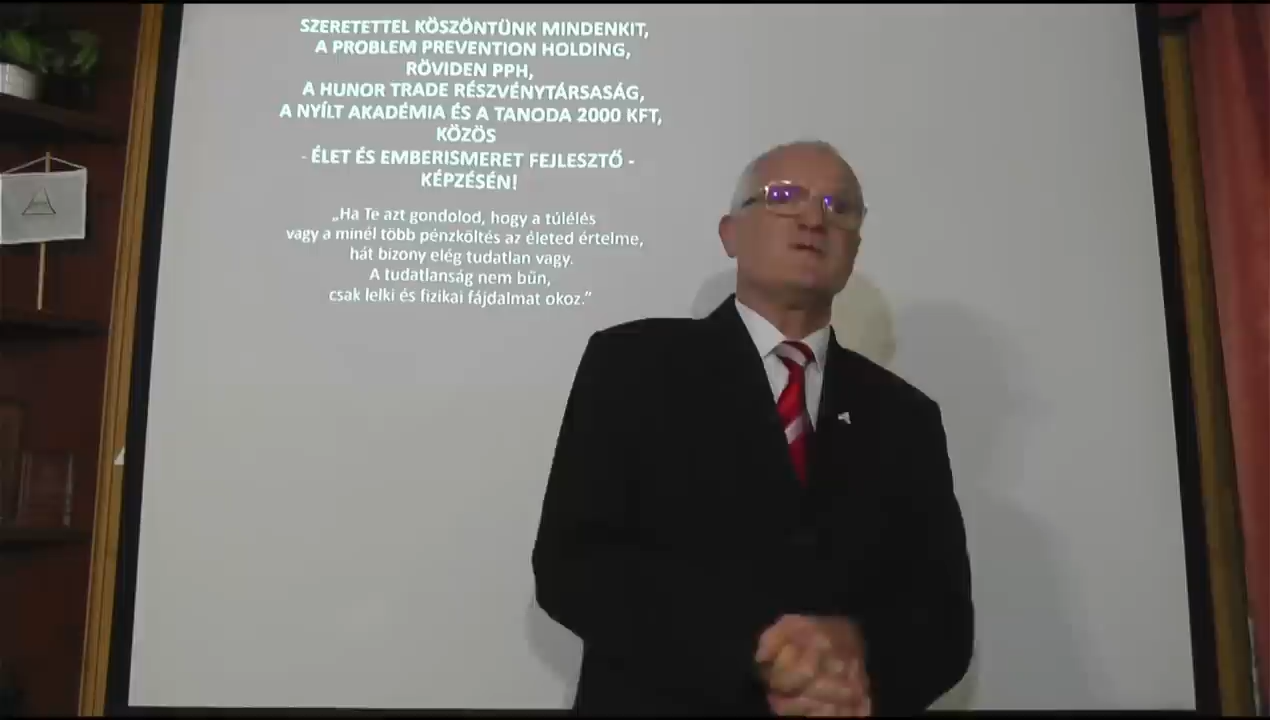 SZERETETTEL KÖSZÖNTÜNK MINDENKIT,
A PROBLEM PREVENTION HOLDING,
RÖVIDEN PPH,
A HUNOR TRADE RÉSZVÉNYTÁRSASÁG,
A NYÍLT AKADÉMIA ÉS A TANODA 2000 KFT,
KÖZÖS
- ÉLET ÉS EMBERISMERET FEJLESZTŐ -
KÉPZÉSÉN!
„Ha Te azt gondolod, hogy a túlélés
vagy a minél több pénzköltés az életed értelme,
hát bizony elég tudatlan vagy.
A tudatlanság nem bűn,
csak lelki és fizikai fájdalmat okoz.”